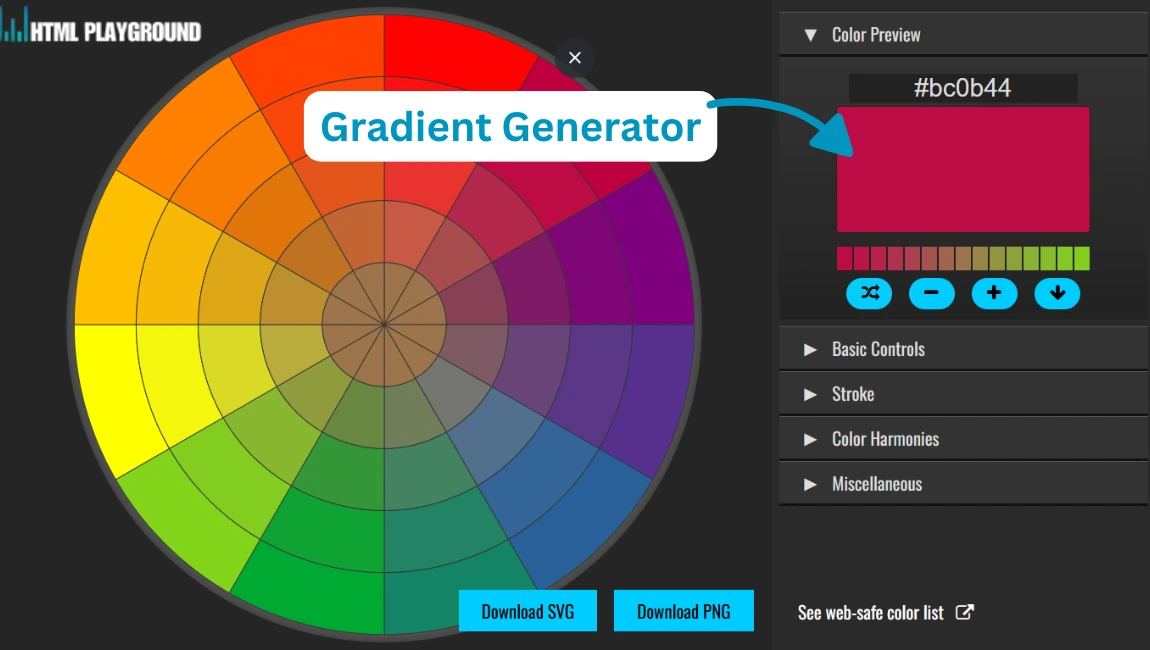 HTML PLAYGROUND
Gradient Generator
Color Preview
#bc0b44
Basic Controls
Stroke
Color Harmonies
Miscellaneous
Download SVG
Download PNG
See web-safe color list